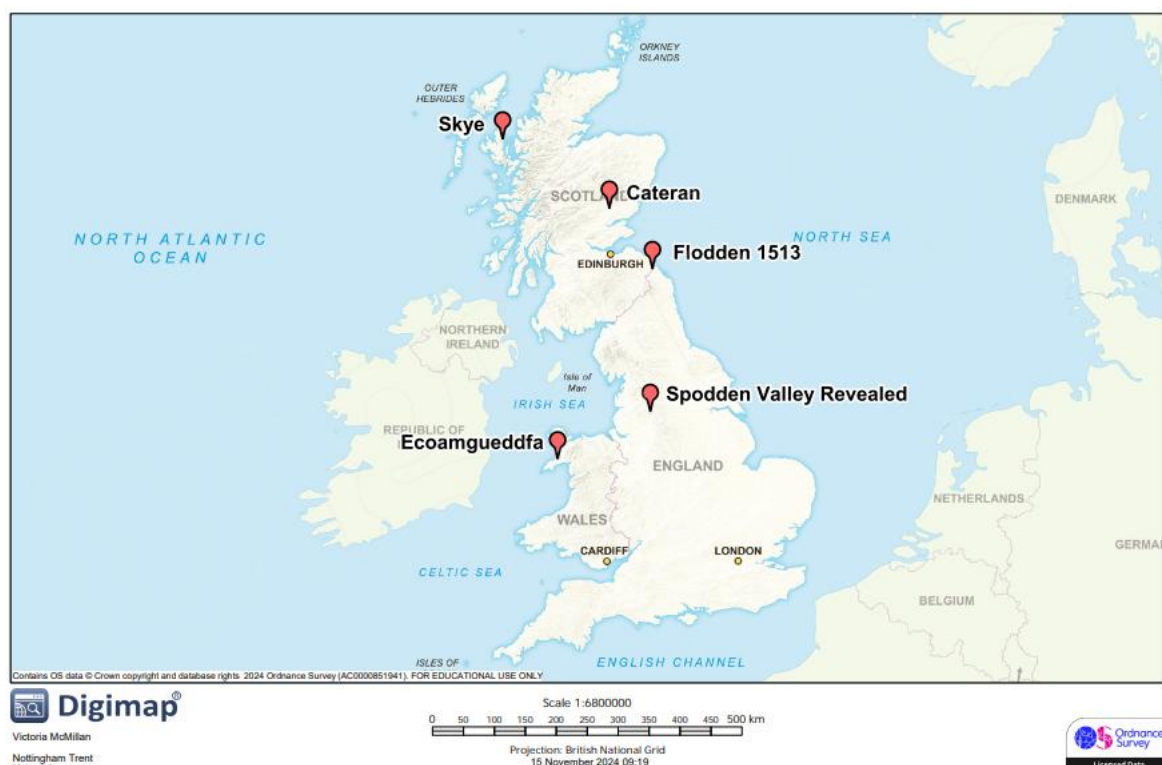 ORKNEY
ISLANDS
OUTER
HEBRIDES
Skye
SCOTLAND
Cateran
NORTH ATLANTIC
OCEAN
NORTH SEA
DENMARK
EDINBURGH
Flodden 1513
NORTHERN
IRELAND
Isle of
Man
IRISH SEA
Spodden Valley Revealed
REPUBLIC OF
Ecoamgueddfa
ENGLAND
NETHERLANDS
WALES
CARDIFF
LONDON
GERMA
CELTIC SEA
BELGIUM
ISLES OF
ENGLISH CHANNEL
Contains OS data © Crown copyright and database rights 2024 Ordnance Survey (AC0000851941). FOR EDUCATIONAL USE ONLY
Digimap®
Scale 1:6800000
0 50 100 150 200 250 300 350 400 450 500 km
Victoria McMillan
Projection: British National Grid
Nottingham Trent
15 November 2024 09:19
Ordnance
Survey
Licensed Data